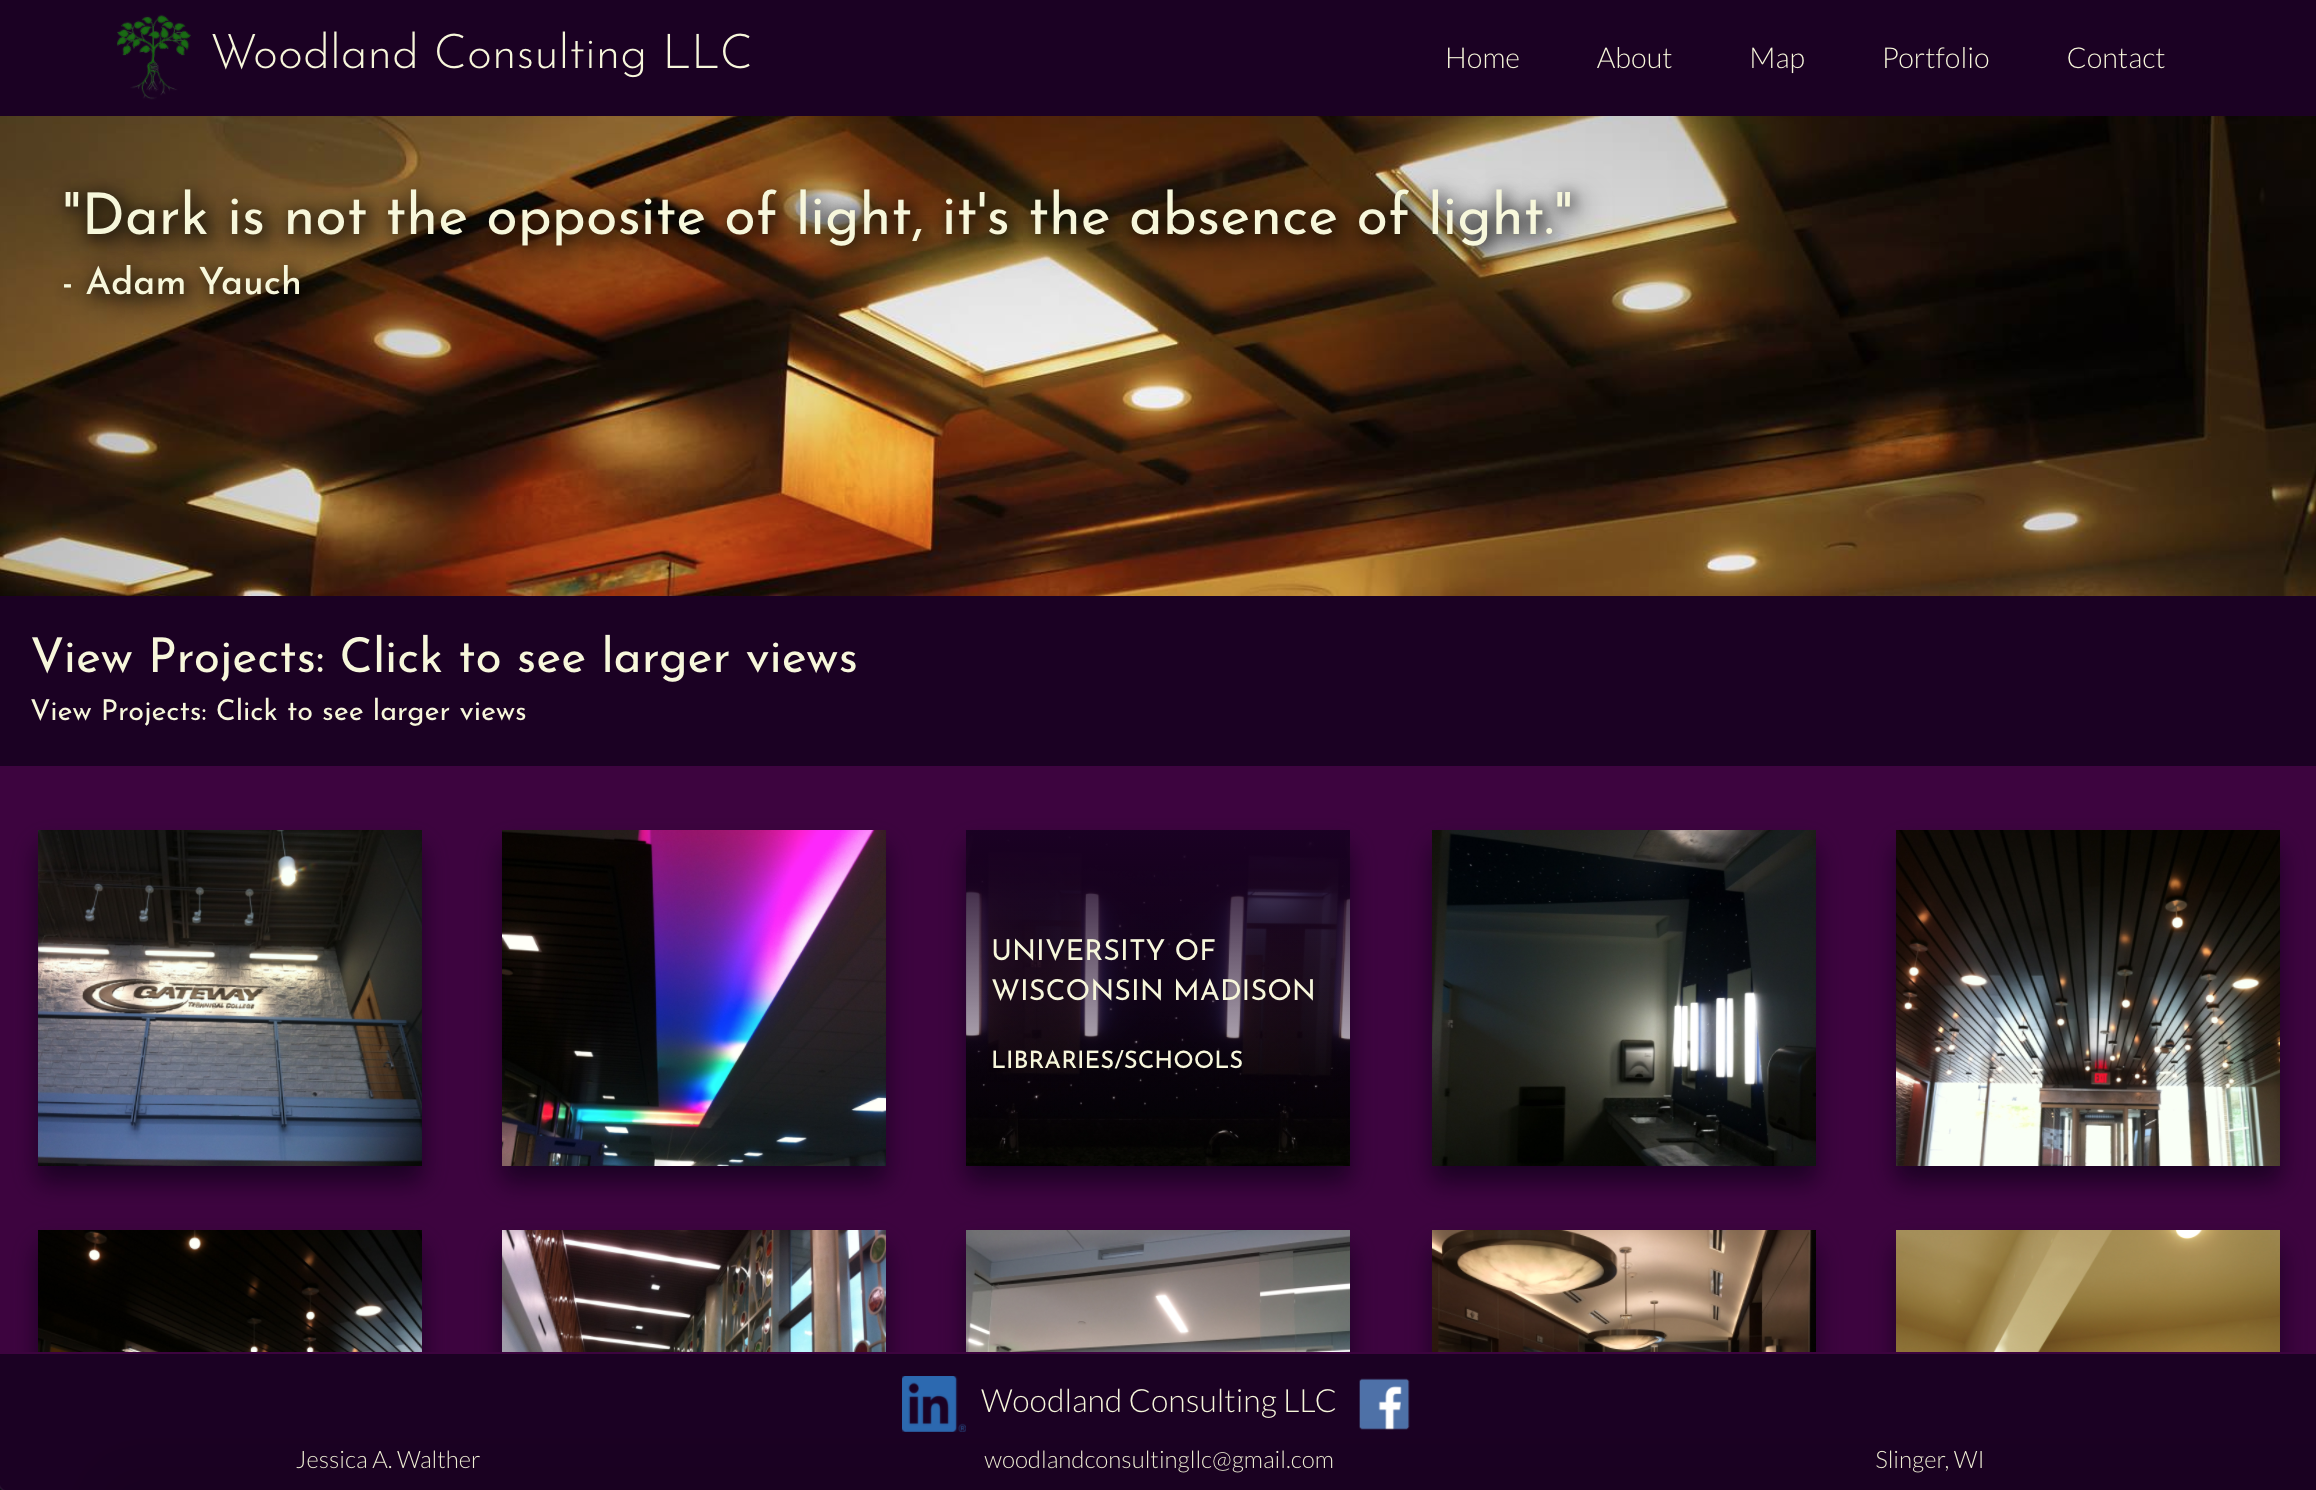 Woodland Consulting LLC
Home About Map Portfolio Contact
"Dark is not the opposite of light, it's the absence of light."
- Adam Yauch
View Projects: Click to see larger views
View Projects: Click to see larger views
GATEWAY
TECHNICAL COLLEGE
UNIVERSITY OF
WISCONSIN MADISON
LIBRARIES/SCHOOLS
in Woodland Consulting LLC f
Jessica A. Walther woodlandconsultingllc@gmail.com Slinger, WI